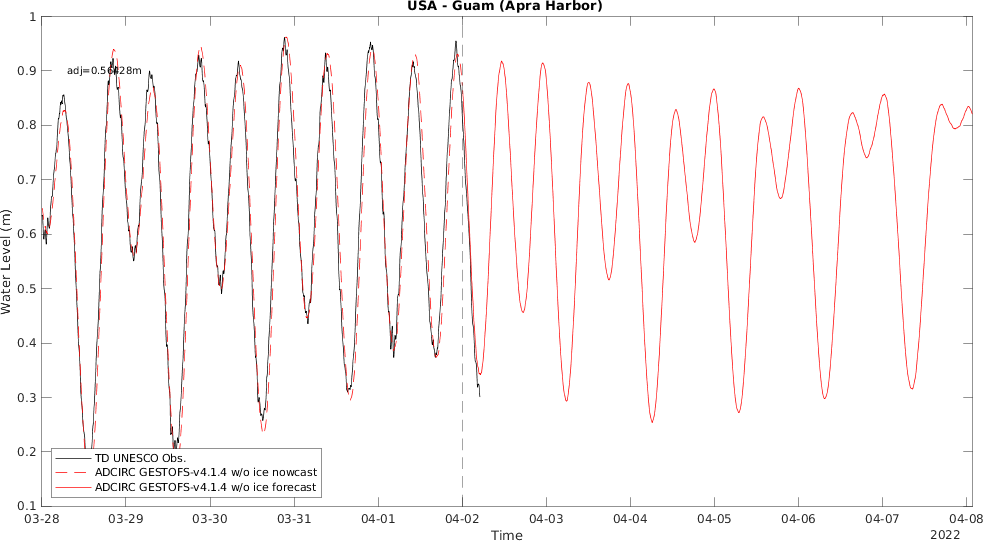 USA - Guam (Apra Harbor)
1
0.9
0.8
0.7
0.6
0.5
0.4
0.3
0.2
0.1
Water Level (m)
adj=0.56428m
TD UNESCO Obs.
ADCIRC GESTOFS-v4.1.4 w/o ice nowcast
ADCIRC GESTOFS-v4.1.4 w/o ice forecast
03-28 03-29 03-30 03-31 04-01 04-02 04-03 04-04 04-05 04-06 04-07 04-08
Time
2022